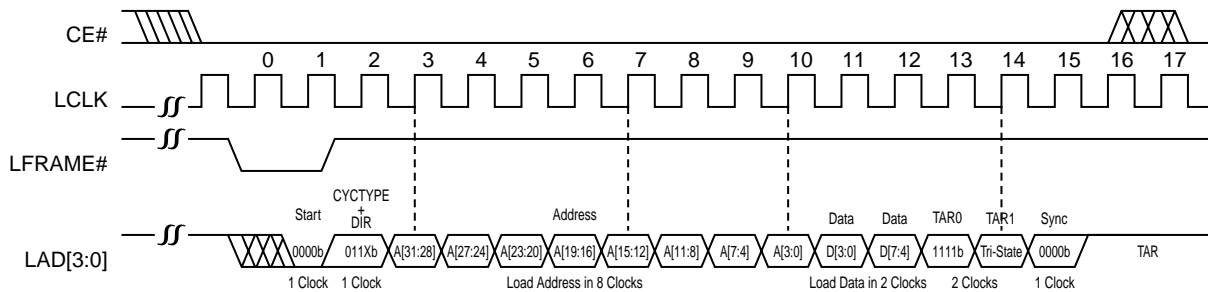 CE#
0 1 2 3 4 5 6 7 8 9 10 11 12 13 14 15 16 17
LCLK
LFRAME#
CYCTYPE
+
DIR
Start Address Data Data TAR0 TAR1 Sync
LAD[3:0] 0000b 011Xb A[31:28] A[27:24] A[23:20] A[19:16] A[15:12] A[11:8] A[7:4] A[3:0] D[3:0] D[7:4] 1111b Tri-State 0000b TAR
1 Clock 1 Clock Load Address in 8 Clocks Load Data in 2 Clocks 2 Clocks 1 Clock